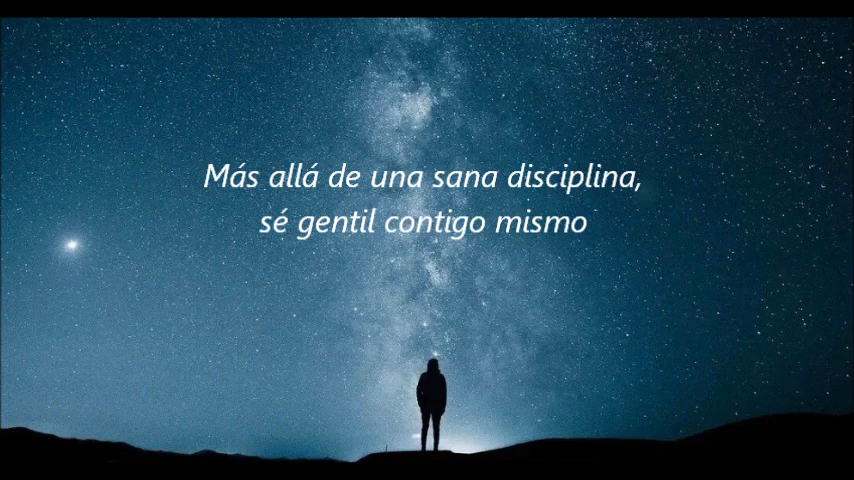 Más allá de una sana disciplina,
sé gentil contigo mismo